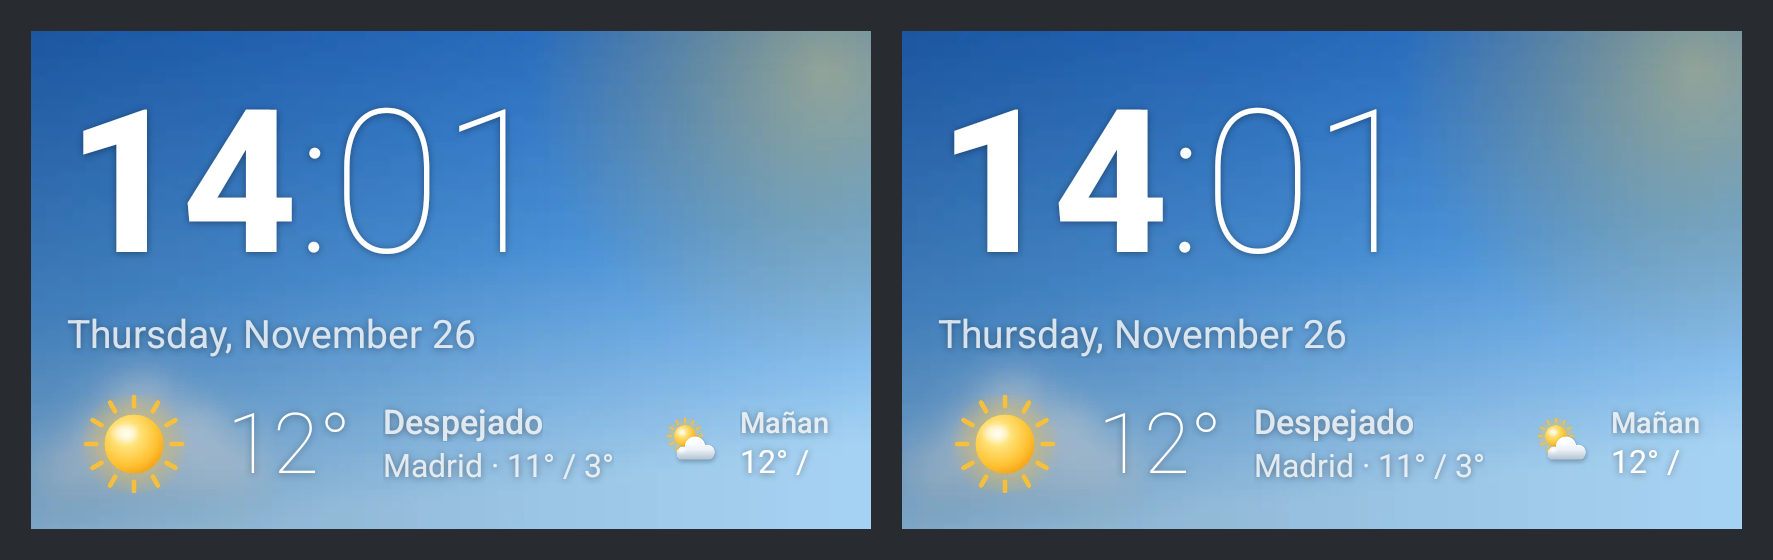 14:01
Thursday, November 26
12°
Despejado
Madrid · 11° / 3°
Mañan
12° /
14:01
Thursday, November 26
12°
Despejado
Madrid · 11° / 3°
Mañan
12° /